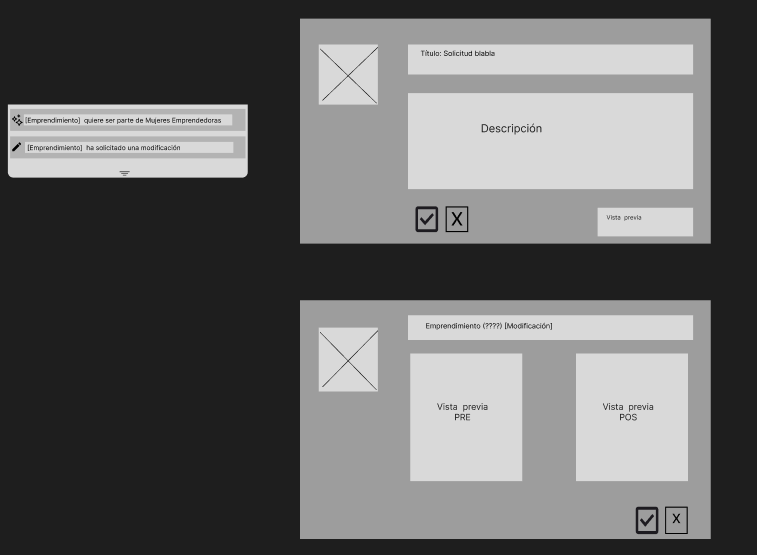 [Emprendimiento] quiere ser parte de Mujeres Emprendedoras
[Emprendimiento] ha solicitado una modificación
Título: Solicitud blabla
Descripción
X
Vista previa
Emprendimiento (????) [Modificación]
Vista previa
PRE
Vista previa
POS
X